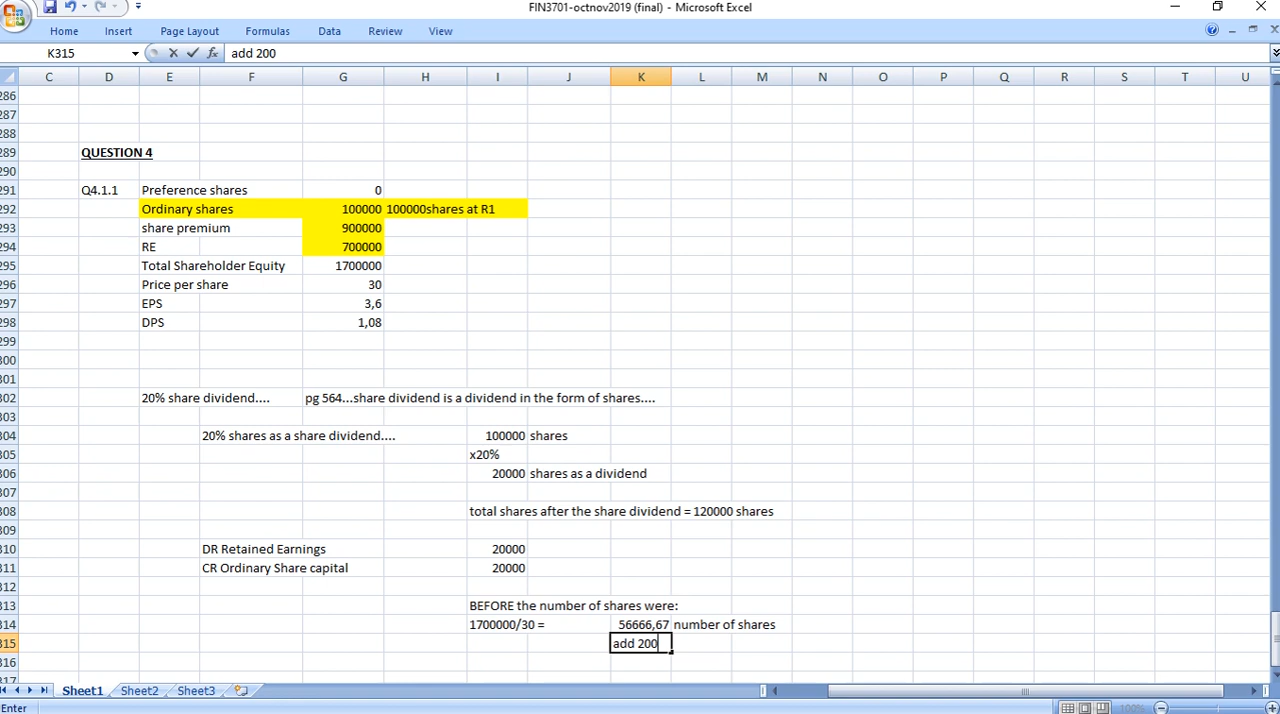 FIN3701-octnov2019 (final) - Microsoft Excel
Home Insert Page Layout Formulas Data Review View
K315 fx add 200
C D E F G H I J K L M N O P Q R S T U
286
287
288
289 QUESTION 4
290
291 Q4.1.1 Preference shares 0
292 Ordinary shares 100000 100000shares at R1
293 share premium 900000
294 RE 700000
295 Total Shareholder Equity 1700000
296 Price per share 30
297 EPS 3,6
298 DPS 1,08
299
300
301
302 20% share dividend.... pg 564...share dividend is a dividend in the form of shares....
303
304 20% shares as a share dividend.... 100000 shares
305 x20%
306 20000 shares as a dividend
307
308 total shares after the share dividend = 120000 shares
309
310 DR Retained Earnings 20000
311 CR Ordinary Share capital 20000
312
313 BEFORE the number of shares were:
314 1700000/30 = 56666,67 number of shares
315 add 200
316
317
Sheet1 Sheet2 Sheet3
Enter 100%